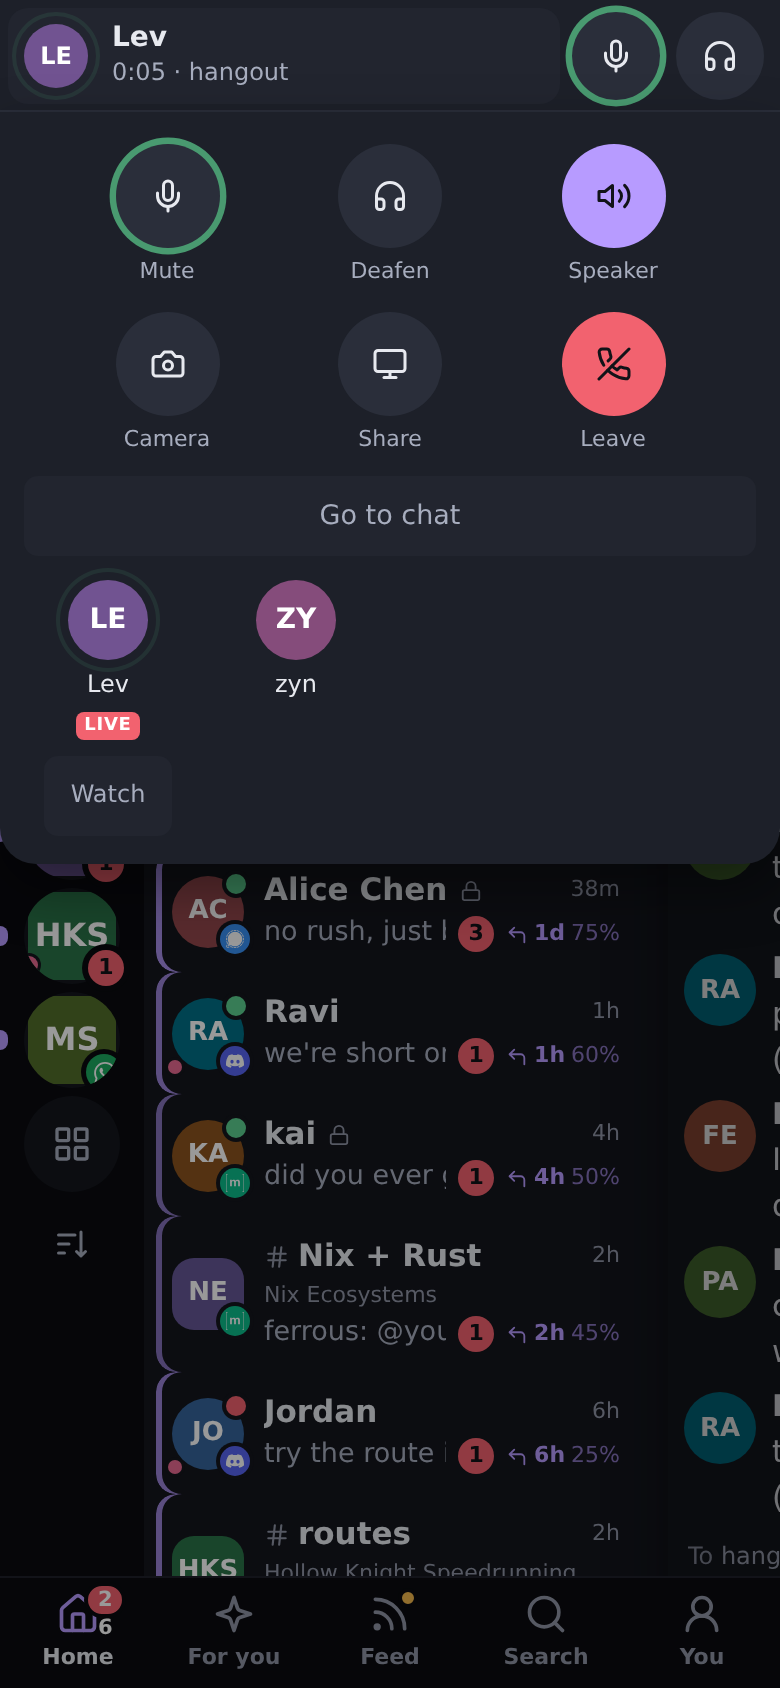 LE
Lev
0:05 · hangout
Mute
Deafen
Speaker
Camera
Share
Leave
Go to chat
LE
Lev
LIVE
Watch
ZY
zyn
1
HKS
1
MS
AC
Alice Chen
38m
no rush, just
3
1d 75%
RA
Ravi
1h
we're short or
1
1h 60%
KA
kai
4h
did you ever
1
4h 50%
m
NE
# Nix + Rust
2h
Nix Ecosystems
ferrous: @you
1
2h 45%
m
JO
Jordan
6h
try the route
1
6h 25%
HKS
# routes
2h
Hollow Knight Speedrunning
RA
FE
PA
RA
To hang
2
6
Home
For you
Feed
Search
You